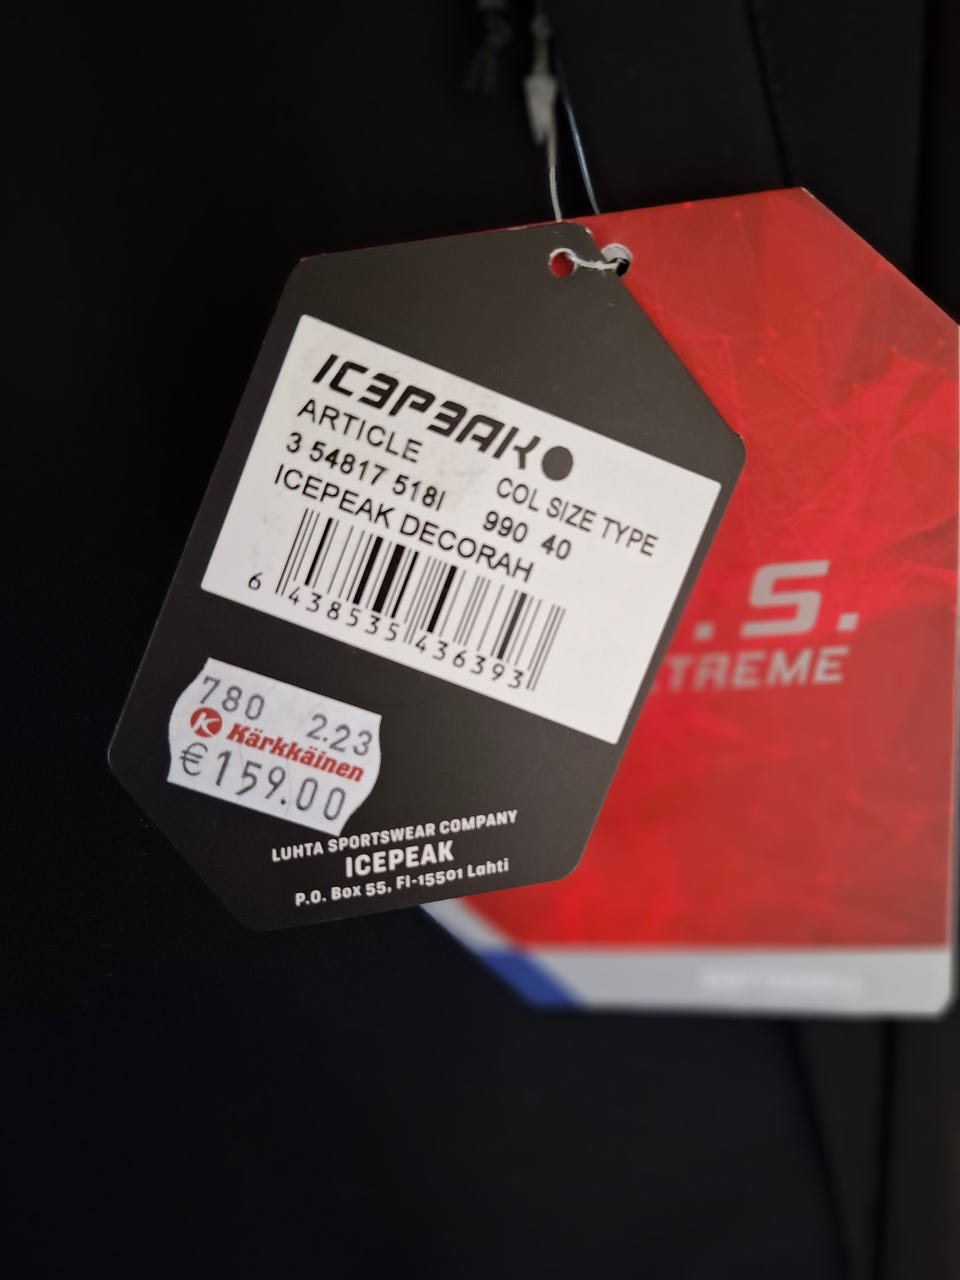 ICEPEAK
ARTICLE COL SIZE TYPE
3 54817 518I 990 40
ICEPEAK DECORAH
6 438535 436393
780 2.23
K Kärkkäinen
€159.00
LUHTA SPORTSWEAR COMPANY
ICEPEAK
P.O. Box 55, FI-15501 Lahti
.S.
XTREME